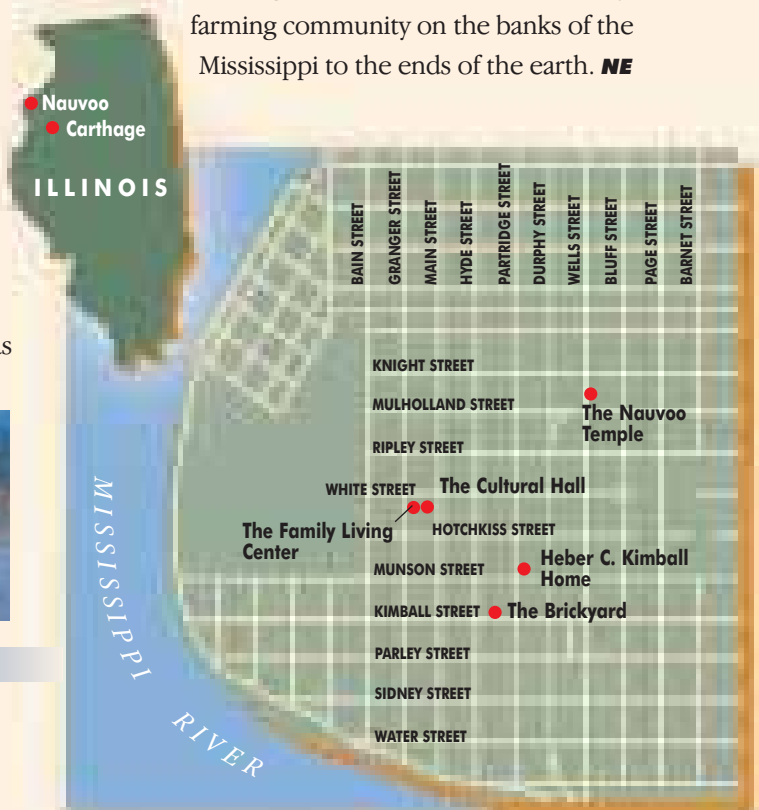 farming community on the banks of the
Mississippi to the ends of the earth. NE
Nauvoo
Carthage
ILLINOIS
BAIN STREET
GRANGER STREET
MAIN STREET
HYDE STREET
PARTRIDGE STREET
DURPHY STREET
WELLS STREET
BLUFF STREET
PAGE STREET
BARNET STREET
KNIGHT STREET
MULHOLLAND STREET
The Nauvoo
Temple
RIPLEY STREET
WHITE STREET
The Cultural Hall
The Family Living
Center
HOTCHKISS STREET
MUNSON STREET
Heber C. Kimball
Home
KIMBALL STREET
The Brickyard
PARLEY STREET
SIDNEY STREET
WATER STREET
MISSISSIPPI
RIVER